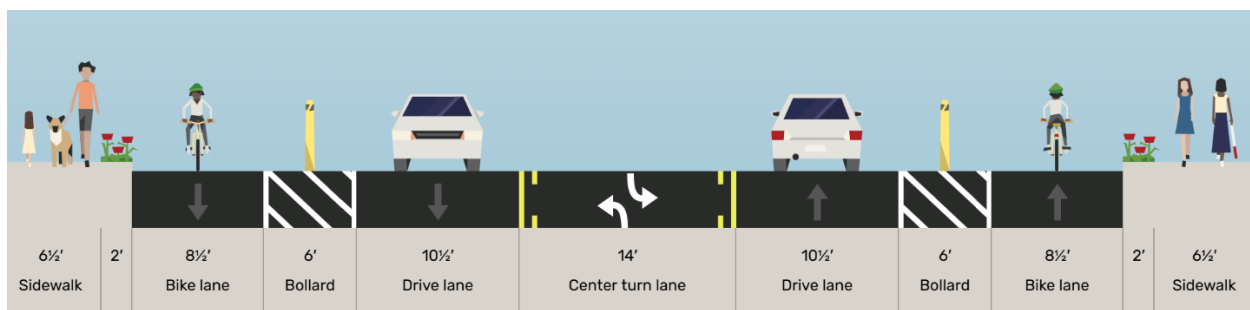 6½′ 2′ 8½′ 6′ 10½′ 14′ 10½′ 6′ 8½′ 2′ 6½′
Sidewalk Bike lane Bollard Drive lane Center turn lane Drive lane Bollard Bike lane Sidewalk